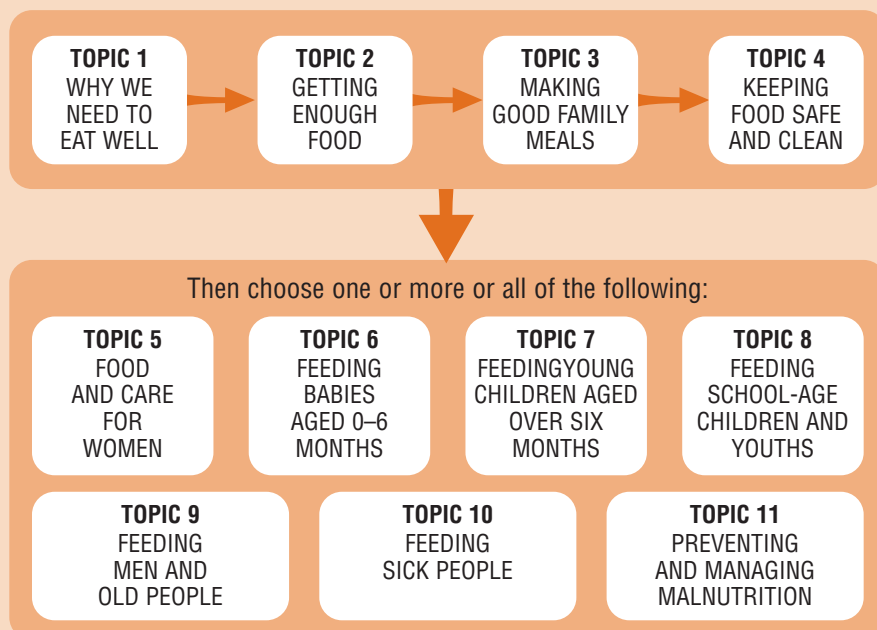 TOPIC 1
WHY WE
NEED TO
EAT WELL
TOPIC 2
GETTING
ENOUGH
FOOD
TOPIC 3
MAKING
GOOD FAMILY
MEALS
TOPIC 4
KEEPING
FOOD SAFE
AND CLEAN
Then choose one or more or all of the following:
TOPIC 5
FOOD
AND CARE
FOR
WOMEN
TOPIC 6
FEEDING
BABIES
AGED 0–6
MONTHS
TOPIC 7
FEEDINGYOUNG
CHILDREN AGED
OVER SIX
MONTHS
TOPIC 8
FEEDING
SCHOOL-AGE
CHILDREN AND
YOUTHS
TOPIC 9
FEEDING
MEN AND
OLD PEOPLE
TOPIC 10
FEEDING
SICK PEOPLE
TOPIC 11
PREVENTING
AND MANAGING
MALNUTRITION